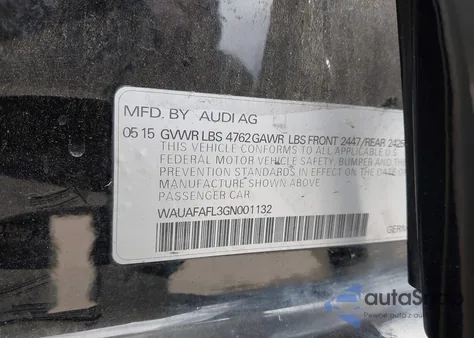 MFD. BY AUDI AG
05 15 GVWR LBS 4762 GAWR LBS FRONT 2447/REAR
THIS VEHICLE CONFORMS TO ALL APPLICABLE U.S.
FEDERAL MOTOR VEHICLE SAFETY, BUMPER AND
PREVENTION STANDARDS IN EFFECT ON THE DATE OF
MANUFACTURE SHOWN ABOVE
PASSENGER CAR
WAUAFAFL3GN001132